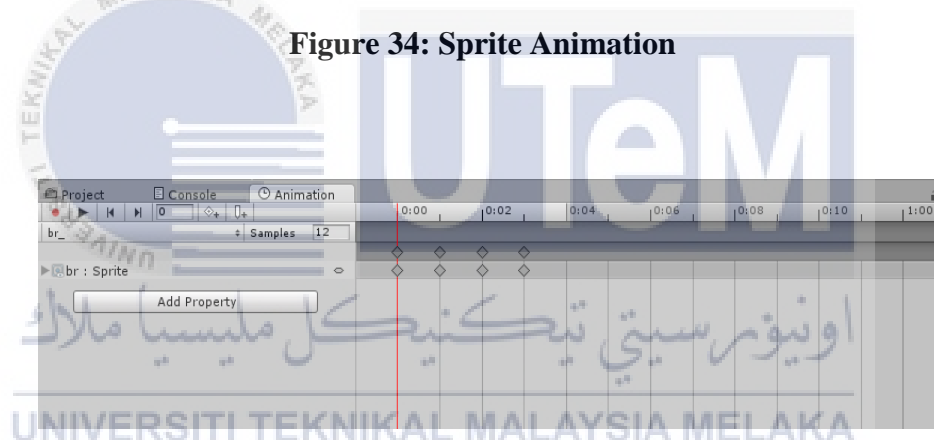 Figure 34: Sprite Animation
UTeM
Project Console Animation
0 0:00 0:02 0:04 0:06 0:08 0:10 1:00
br_ Samples 12
br : Sprite
Add Property
اونيۏرسيتي تيكنيكل مليسيا ملاك
UNIVERSITI TEKNIKAL MALAYSIA MELAKA